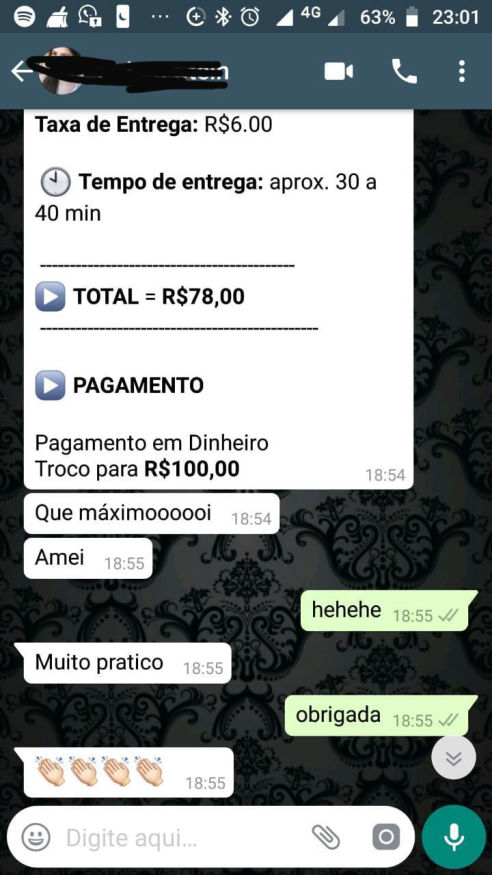 4G 63% 23:01
Taxa de Entrega: R$6.00
Tempo de entrega: aprox. 30 a
40 min
----------------------------------------
TOTAL = R$78,00
--------------------------------------------
PAGAMENTO
Pagamento em Dinheiro
Troco para R$100,00
18:54
Que máximoooooi 18:54
Amei 18:55
hehehe 18:55
Muito pratico 18:55
obrigada 18:55
👏🏻👏🏻👏🏻👏🏻 18:55
Digite aqui...